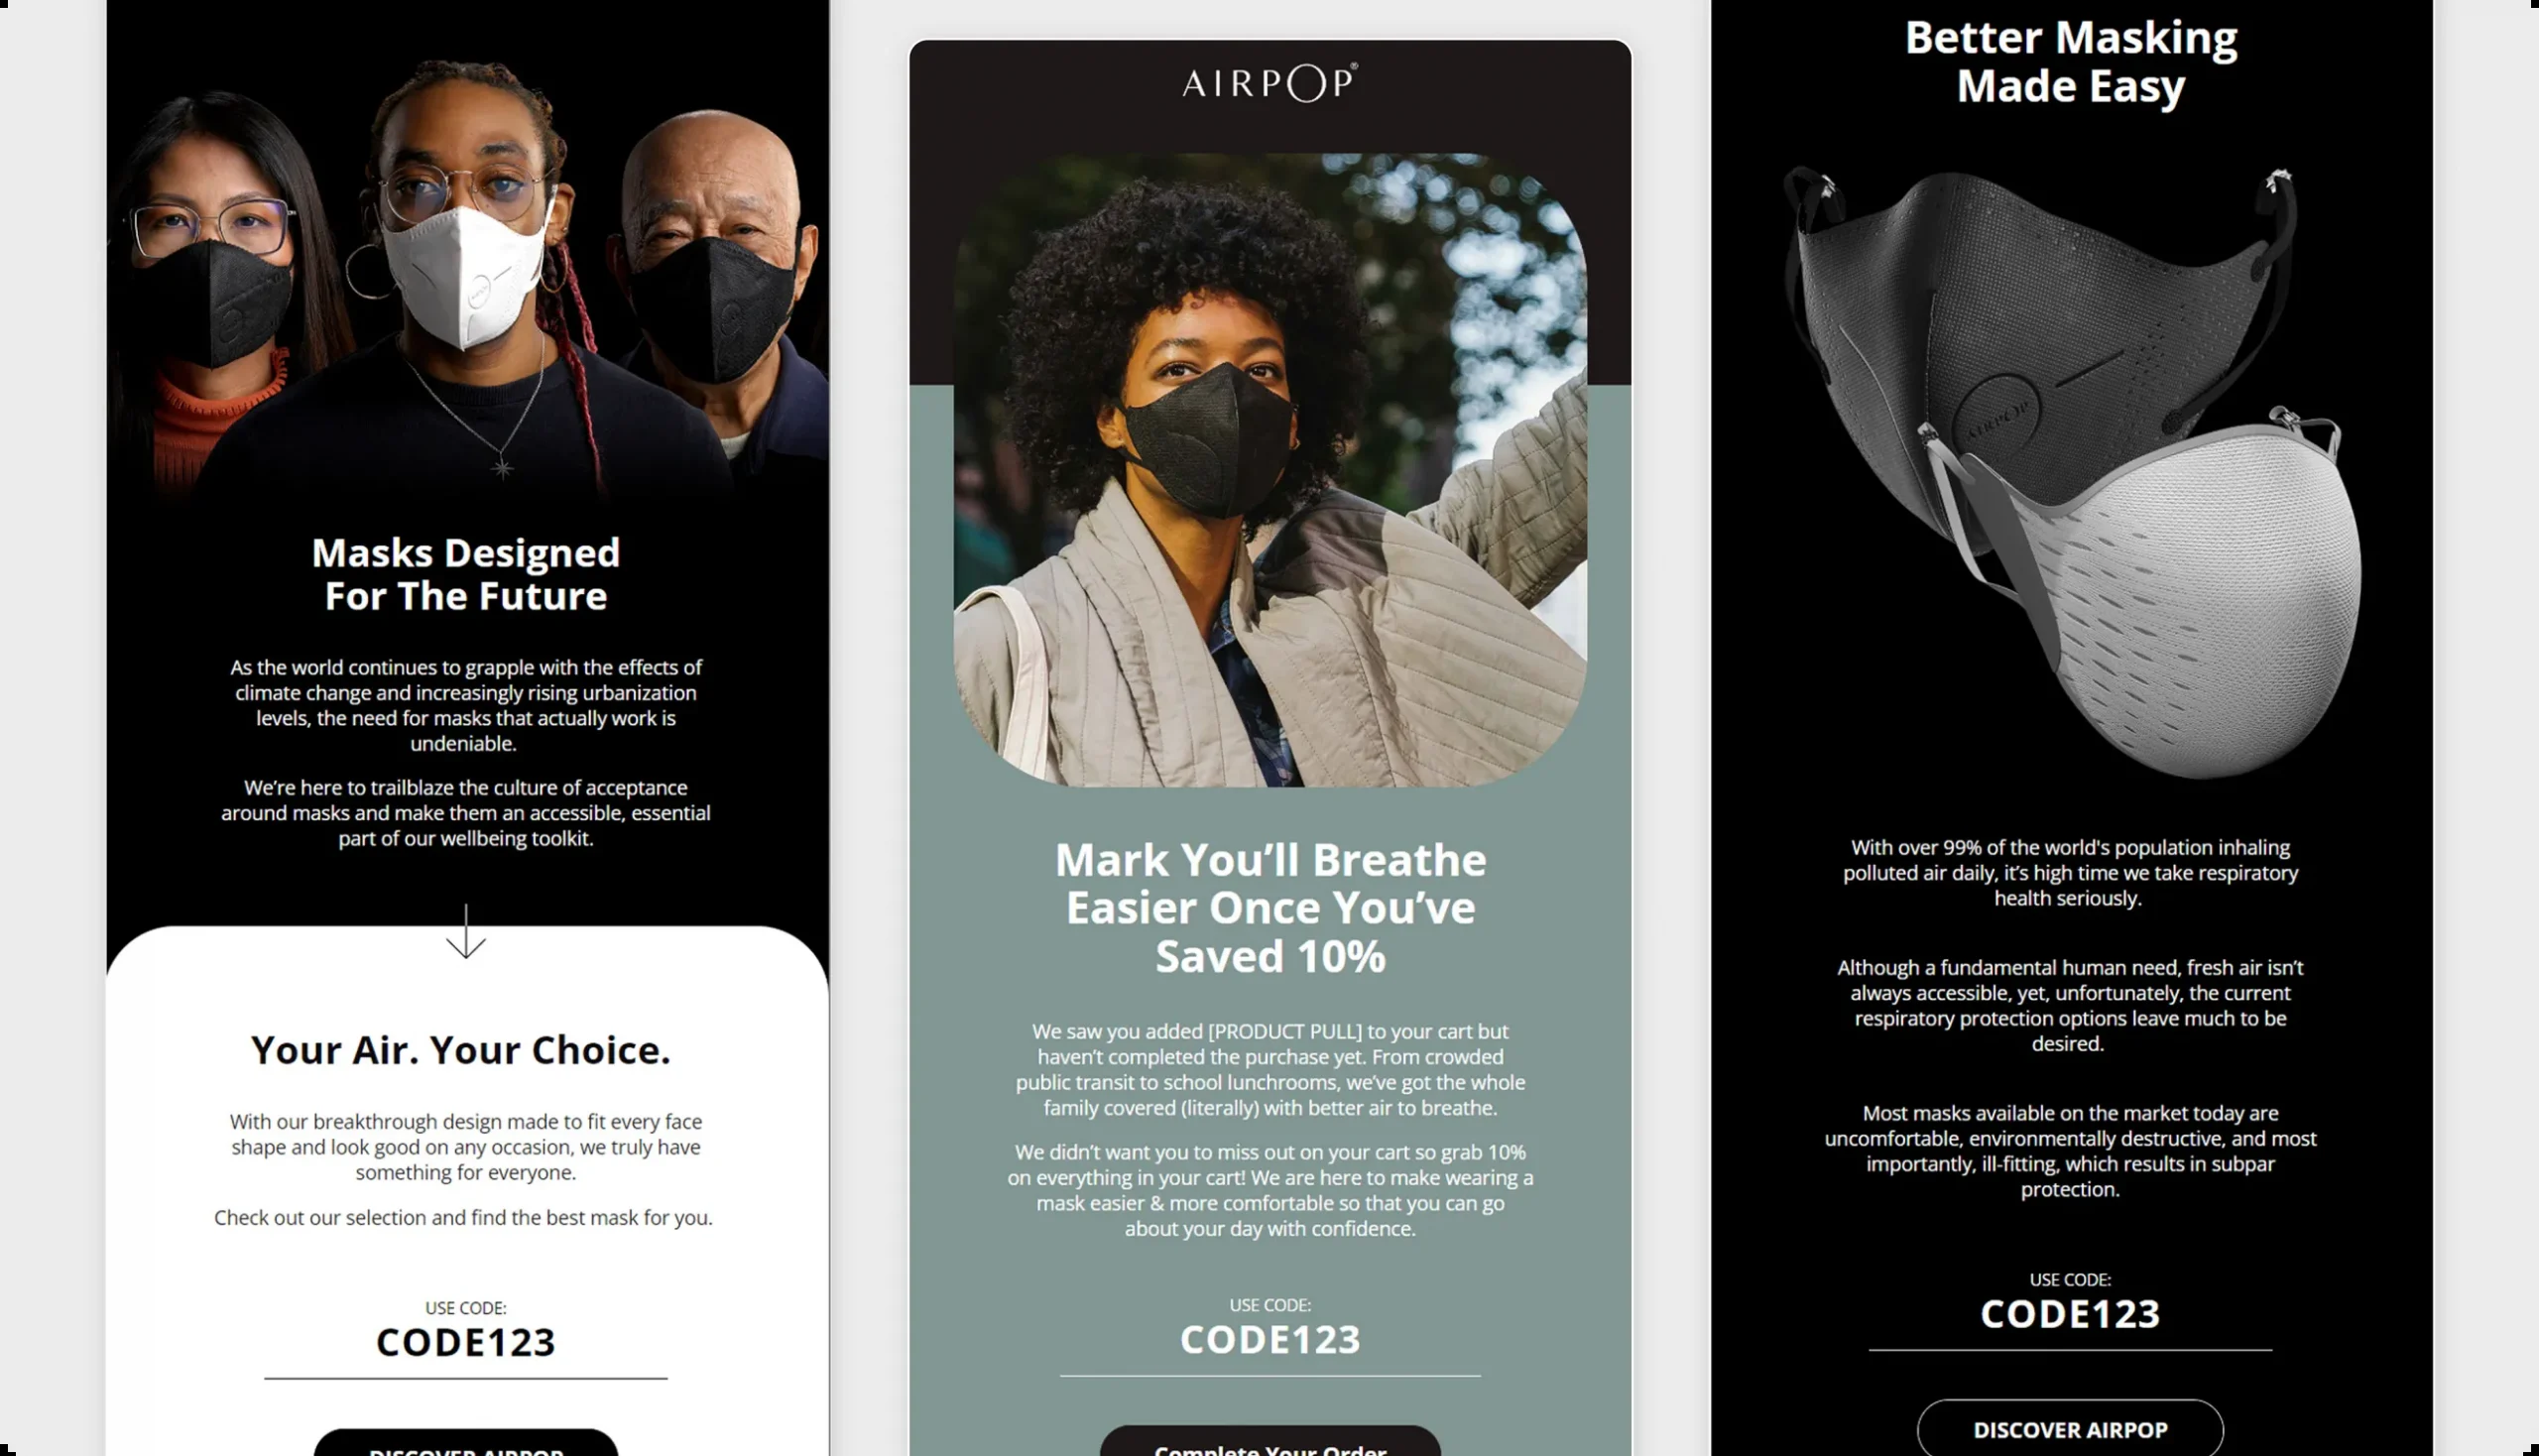 Masks Designed
For The Future
As the world continues to grapple with the effects of
climate change and increasingly rising urbanization
levels, the need for masks that actually work is
undeniable.
We’re here to trailblaze the culture of acceptance
around masks and make them an accessible, essential
part of our wellbeing toolkit.
Your Air. Your Choice.
With our breakthrough design made to fit every face
shape and look good on any occasion, we truly have
something for everyone.
Check out our selection and find the best mask for you.
USE CODE:
CODE123
DISCOVER AIRPOP
AIRPOP®
Mark You’ll Breathe
Easier Once You’ve
Saved 10%
We saw you added [PRODUCT PULL] to your cart but
haven’t completed the purchase yet. From crowded
public transit to school lunchrooms, we’ve got the whole
family covered (literally) with better air to breathe.
We didn’t want you to miss out on your cart so grab 10%
on everything in your cart! We are here to make wearing a
mask easier & more comfortable so that you can go
about your day with confidence.
USE CODE:
CODE123
Complete Your Order
Better Masking
Made Easy
AIRPOP
With over 99% of the world's population inhaling
polluted air daily, it’s high time we take respiratory
health seriously.
Although a fundamental human need, fresh air isn’t
always accessible, yet, unfortunately, the current
respiratory protection options leave much to be
desired.
Most masks available on the market today are
uncomfortable, environmentally destructive, and most
importantly, ill-fitting, which results in subpar
protection.
USE CODE:
CODE123
DISCOVER AIRPOP